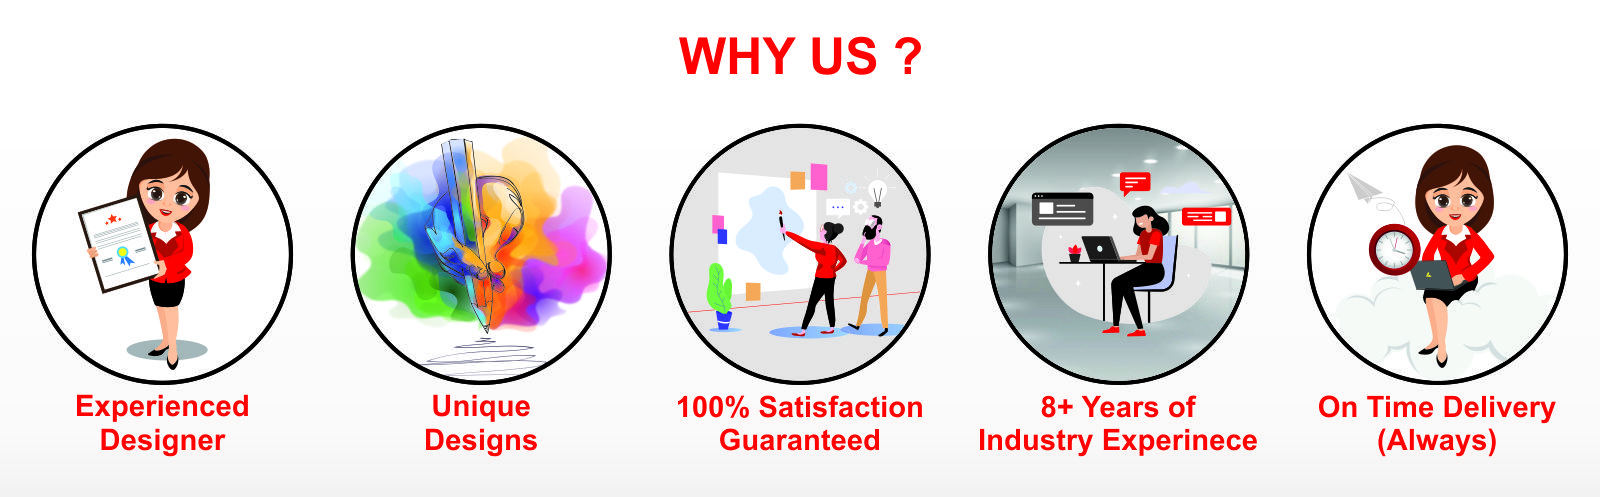 WHY US ?
Experienced
Designer
Unique
Designs
100% Satisfaction
Guaranteed
8+ Years of
Industry Experinece
On Time Delivery
(Always)